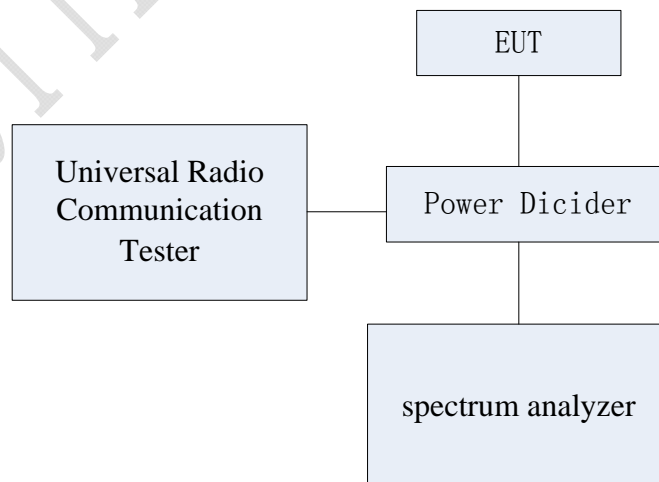 EUT
Universal Radio
Communication
Tester
Power Dicider
spectrum analyzer